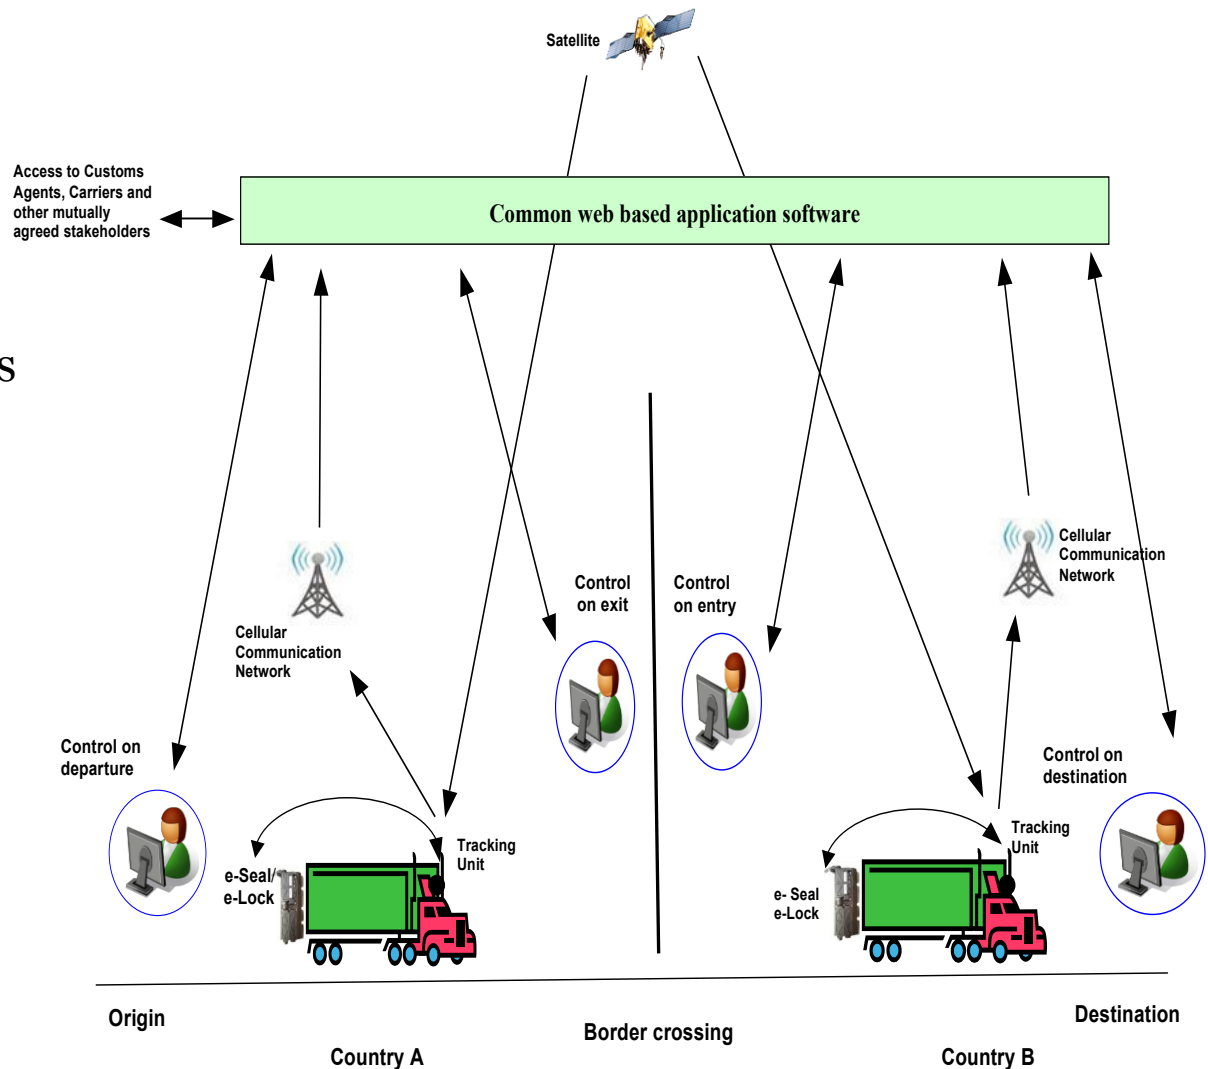 Satellite
Access to Customs
Agents, Carriers and
other mutually
agreed stakeholders
Common web based application software
S
Cellular
Communication
Network
Control
on exit
Control
on entry
Cellular
Communication
Network
Control on
departure
Control on
destination
e-Seal/
e-Lock
Tracking
Unit
e- Seal
e-Lock
Tracking
Unit
Origin
Border crossing
Destination
Country A
Country B